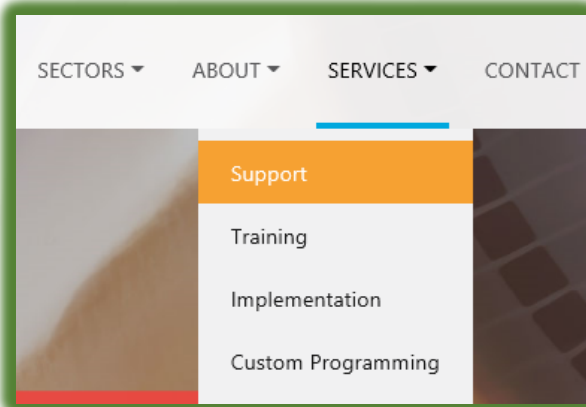 SECTORS ABOUT SERVICES CONTACT
Support
Training
Implementation
Custom Programming